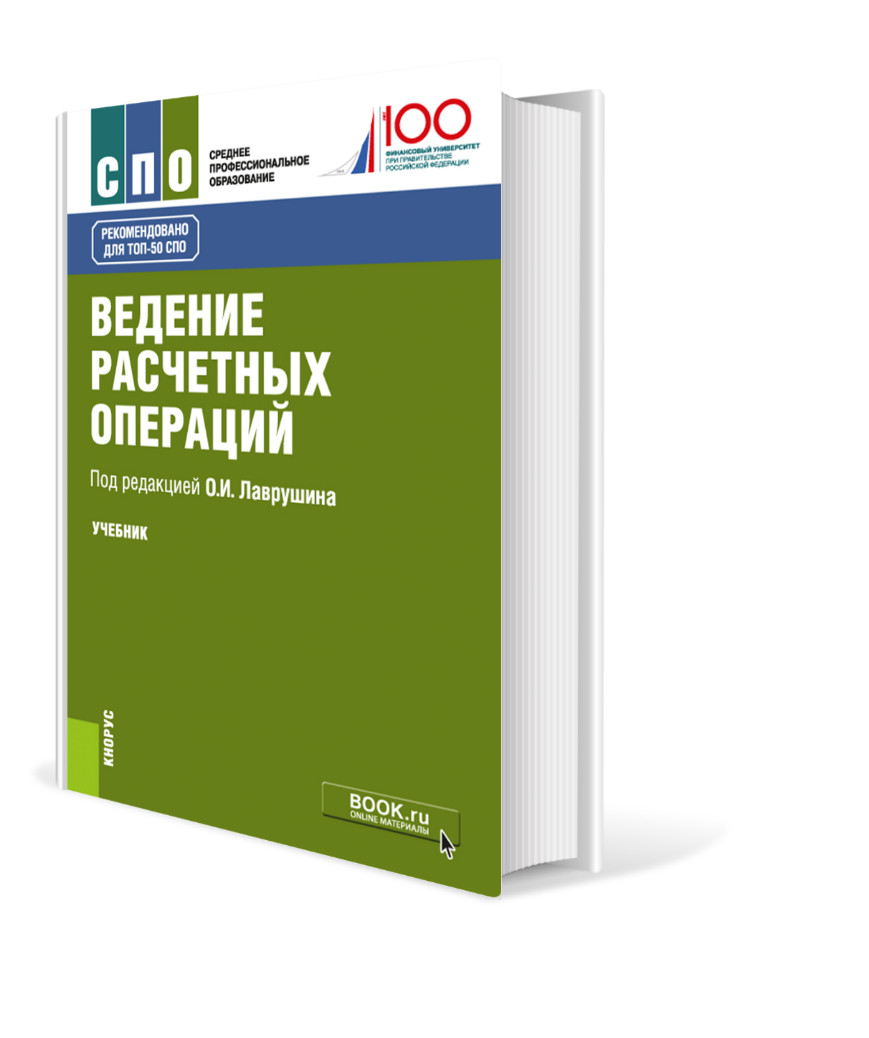 СПО
СРЕДНЕЕ
ПРОФЕССИОНАЛЬНОЕ
ОБРАЗОВАНИЕ
100
ФИНАНСОВЫЙ УНИВЕРСИТЕТ
ПРИ ПРАВИТЕЛЬСТВЕ
РОССИЙСКОЙ ФЕДЕРАЦИИ
РЕКОМЕНДОВАНО
ДЛЯ ТОП-50 СПО
ВЕДЕНИЕ
РАСЧЕТНЫХ
ОПЕРАЦИЙ
Под редакцией О.И. Лаврушина
УЧЕБНИК
КНОРУС
BOOK.ru
ONLINE МАТЕРИАЛЫ